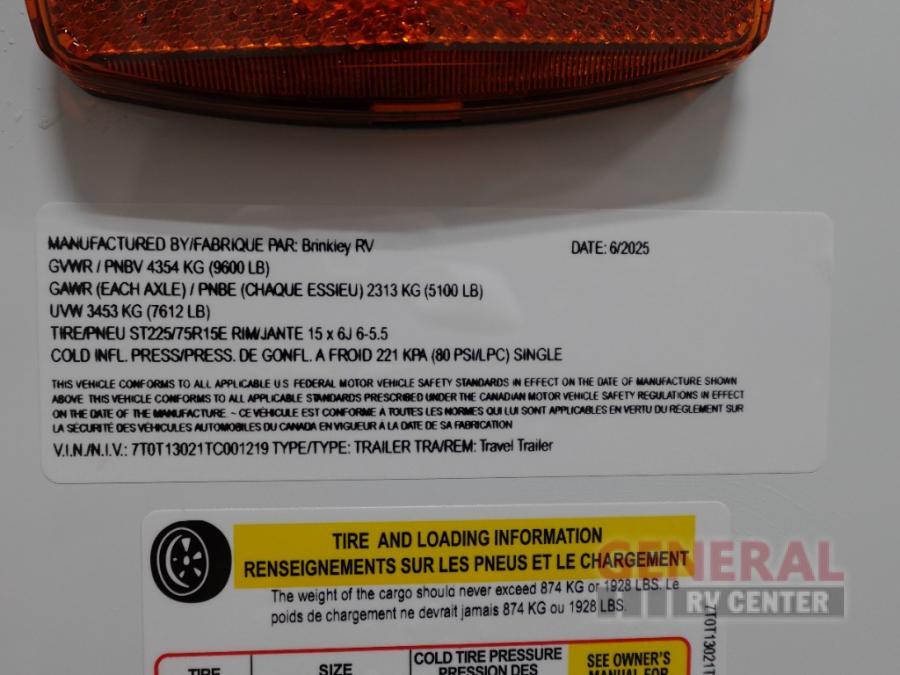 MANUFACTURED BY/FABRIQUE PAR: Brinkley RV DATE: 6/2025
GVWR / PNBV 4354 KG (9600 LB)
GAWR (EACH AXLE) / PNBE (CHAQUE ESSIEU) 2313 KG (5100 LB)
UVW 3453 KG (7612 LB)
TIRE/PNEU ST225/75R15E RIM/JANTE 15 x 6J 6-5.5
COLD INFL. PRESS/PRESS. DE GONFL. A FROID 221 KPA (80 PSI/LPC) SINGLE
THIS VEHICLE CONFORMS TO ALL APPLICABLE U.S FEDERAL MOTOR VEHICLE SAFETY STANDARDS IN EFFECT ON THE DATE OF MANUFACTURE SHOWN
ABOVE THIS VEHICLE CONFORMS TO ALL APPLICABLE STANDARDS PRESCRIBED UNDER THE CANADIAN MOTOR VEHICLE SAFETY REGULATIONS IN EFFECT
ON THE DATE OF THE MANUFACTURE. ~ CE VÉHICULE EST CONFORME A TOUTES LES NORMES QUI LUI SONT APPLICABLES EN VERTU DU RÉGLEMENT SUR
LA SÉCURITÉ DES VÉHICULES AUTOMOBILES DU CANADA EN VIGUEUR A LA DATE DE SA FABRICATION
V.I.N./N.I.V.: 7T0T13021TC001219 TYPE/TYPE: TRAILER TRA/REM: Travel Trailer
TIRE AND LOADING INFORMATION
RENSEIGNEMENTS SUR LES PNEUS ET LE CHARGEMENT
The weight of the cargo should never exceed 874 KG or 1928 LBS. Le
poids de chargement ne devrait jamais 874 KG ou 1928 LBS.
GENERAL
RV CENTER
7T0T13021T
TIRE SIZE COLD TIRE PRESSURE SEE OWNER'S
PRESSION DES MANUAL FOR